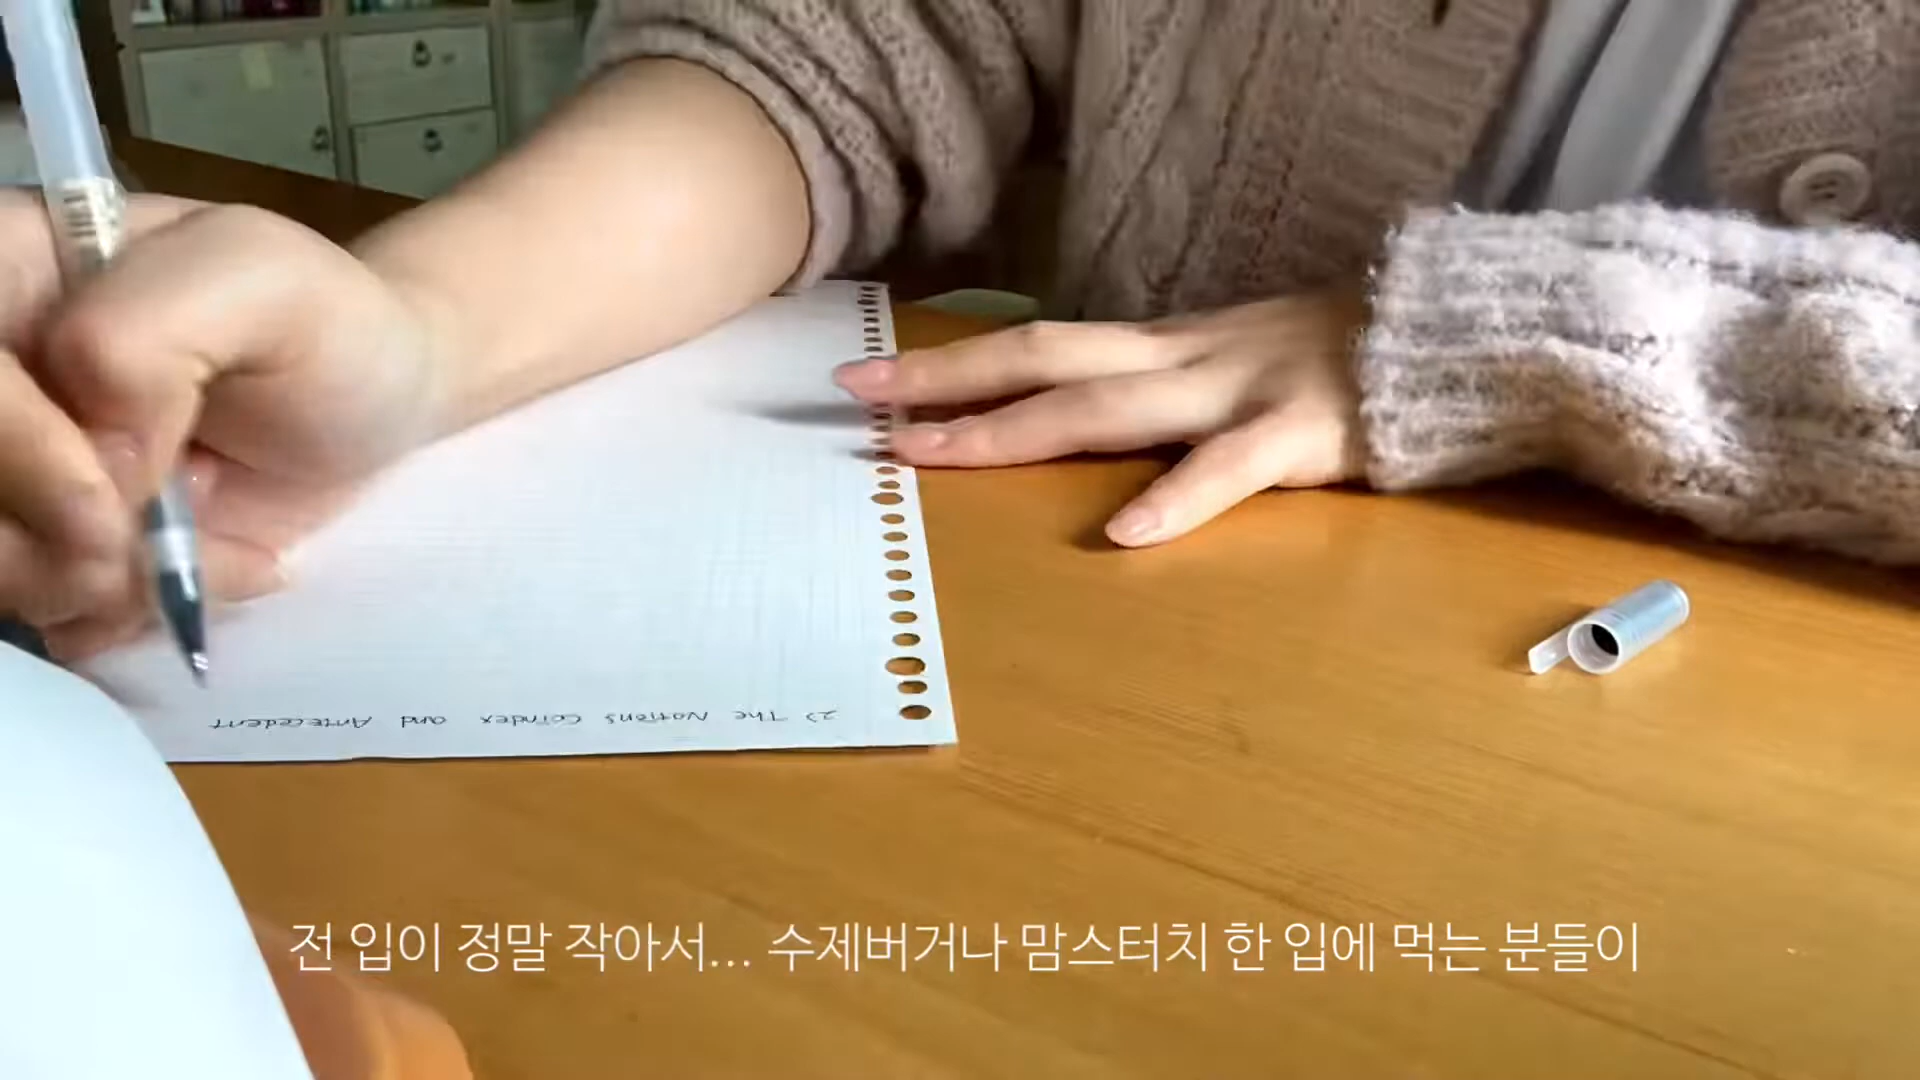 2> The Notions Coindex and Antecedent
전 입이 정말 작아서... 수제버거나 맘스터치 한 입에 먹는 분들이